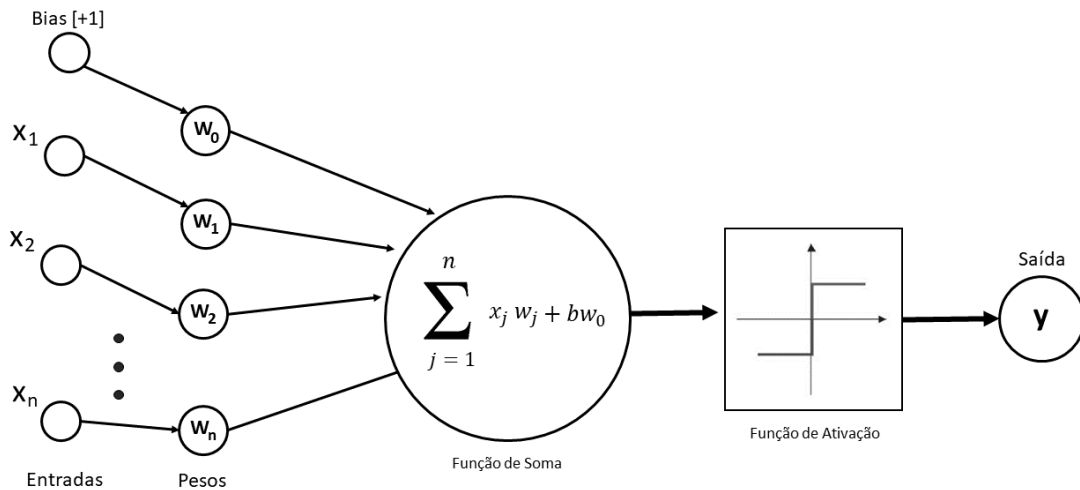 Bias [+1]
x₁
x₂
xₙ
w₀
w₁
w₂
wₙ
Entradas
Pesos
n
∑ xⱼ wⱼ + bw₀
j = 1
Função de Soma
Função de Ativação
Saída
y